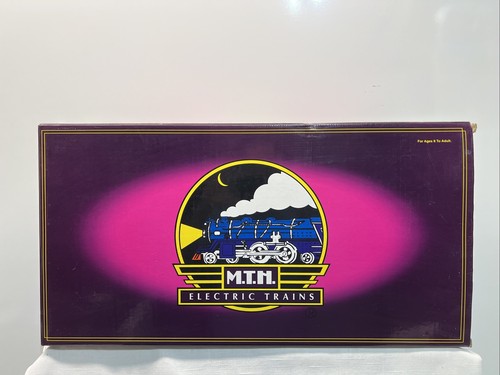 For Ages 8 To Adult
M.T.H.
ELECTRIC TRAINS